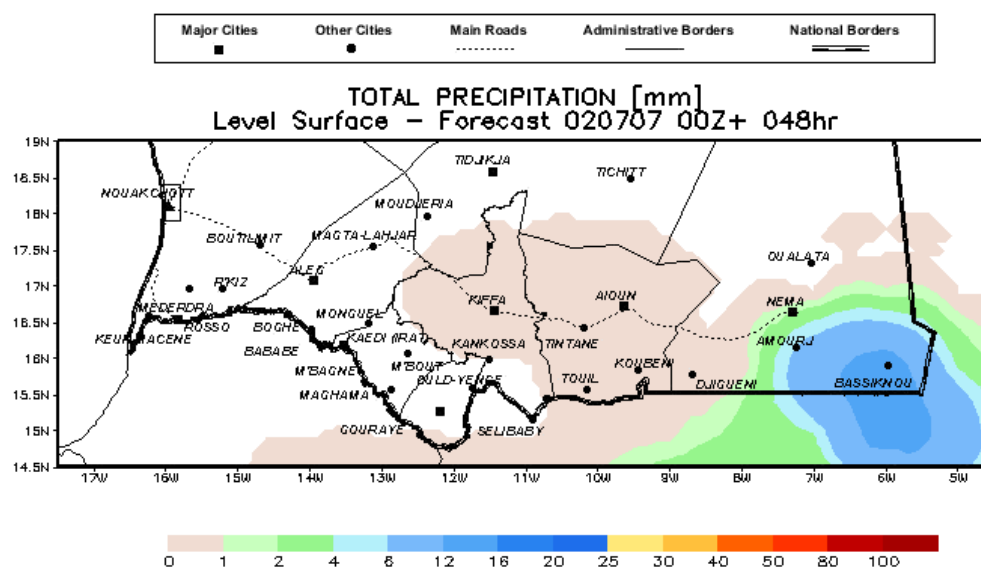 Major Cities Other Cities Main Roads Administrative Borders National Borders
TOTAL PRECIPITATION [mm]
Level Surface - Forecast 020707 00Z+ 048hr
19N
18.5N
18N
17.5N
17N
16.5N
16N
15.5N
15N
14.5N
TIDJIKJA
TICHITT
NOUAKCHOTT
MOUDJERIA
BOUTILMIT
MAGTA-LAHJAR
OUALATA
ALEG
R'KIZ
MEDERDRA
KIFFA
AIOUN
NEMA
ROSSO
BOGHE
MONGUEL
KEUR MACENE
BABABE
KAEDI (IRAT)
KANKOSSA
TINTANE
AMOURJ
M'BAGNE
M'BOUT
KOUBENI
OULD-YENGE
TOUIL
DJIGUENI
BASSIKNOU
MAGHAMA
GOURAYE
SELIBABY
17W 16W 15W 14W 13W 12W 11W 10W 9W 8W 7W 6W 5W
0 1 2 4 6 12 16 20 25 30 40 50 80 100